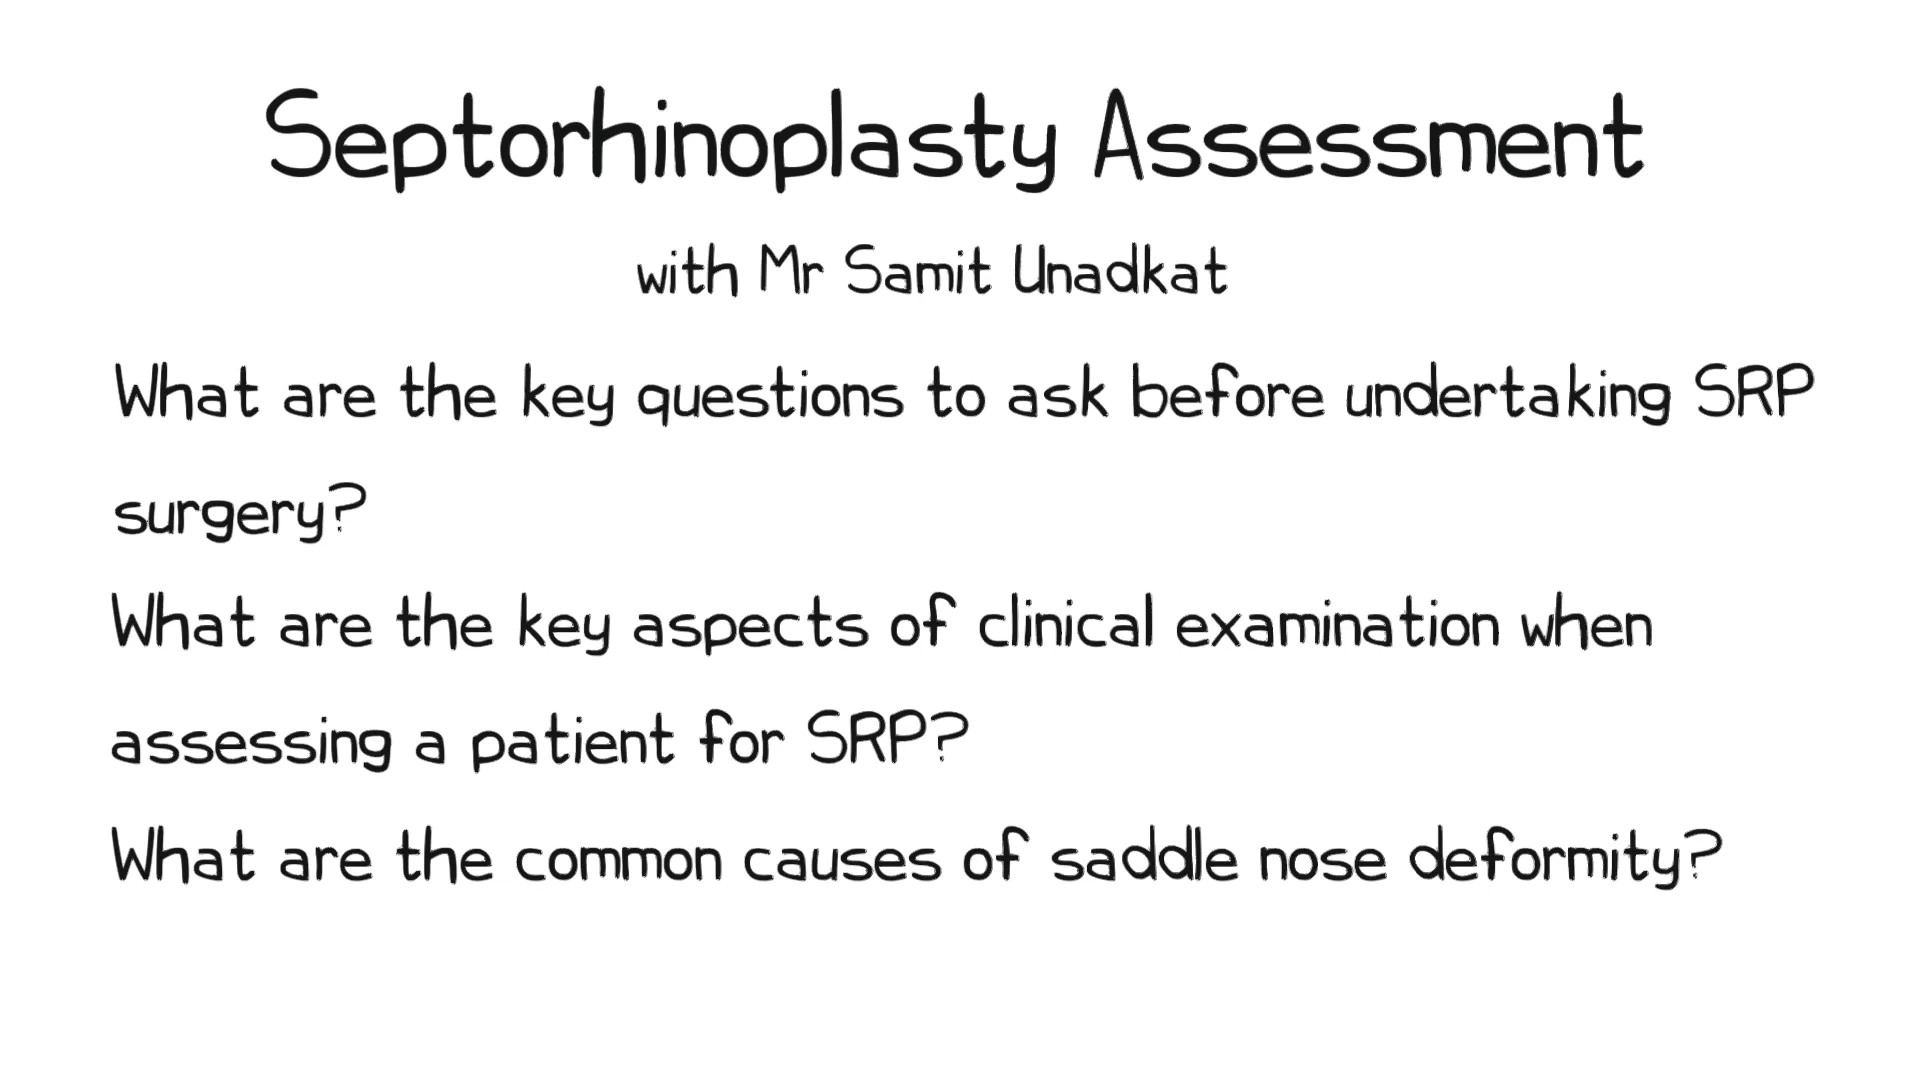 Septorhinoplasty Assessment
with Mr Samit Unadkat
What are the key questions to ask before undertaking SRP
surgery?
What are the key aspects of clinical examination when
assessing a patient for SRP?
What are the common causes of saddle nose deformity?